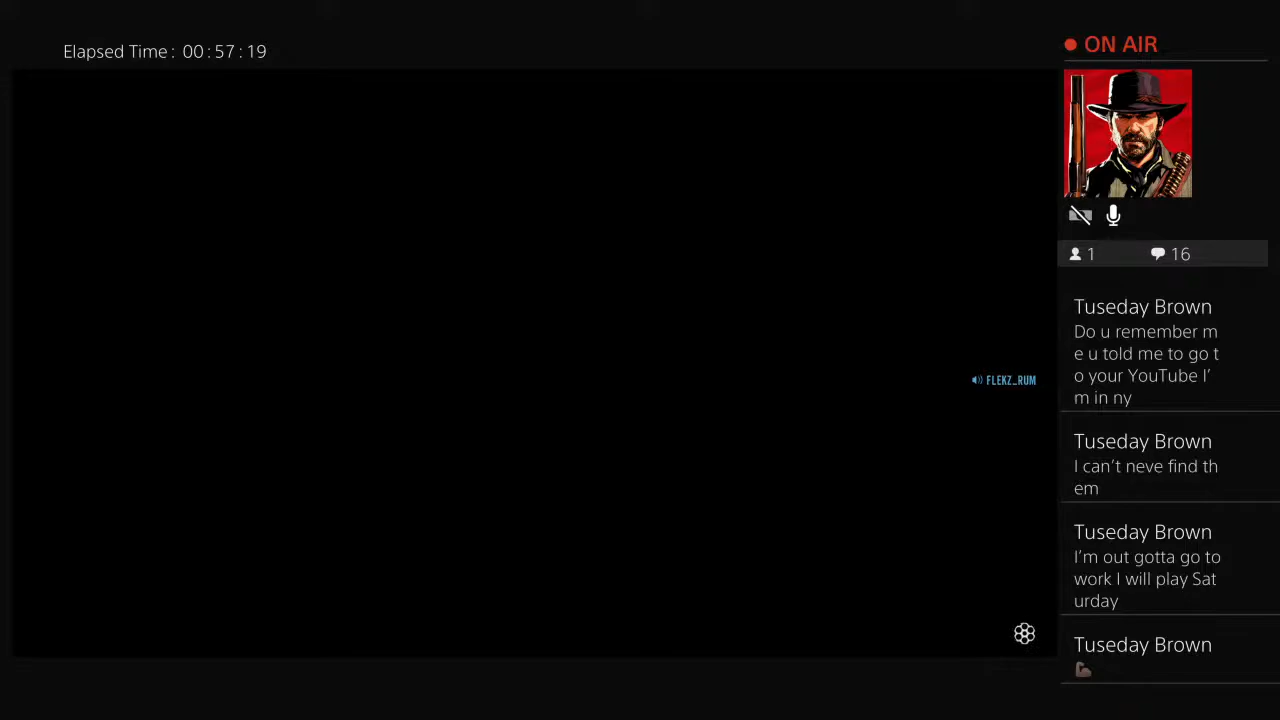 Elapsed Time: 00:57:19
ON AIR
1 16
Tuseday Brown
Do u remember m
e u told me to go t
o your YouTube I’
m in ny
FLEKZ_RUM
Tuseday Brown
I can’t neve find th
em
Tuseday Brown
I’m out gotta go to
work I will play Sat
urday
Tuseday Brown